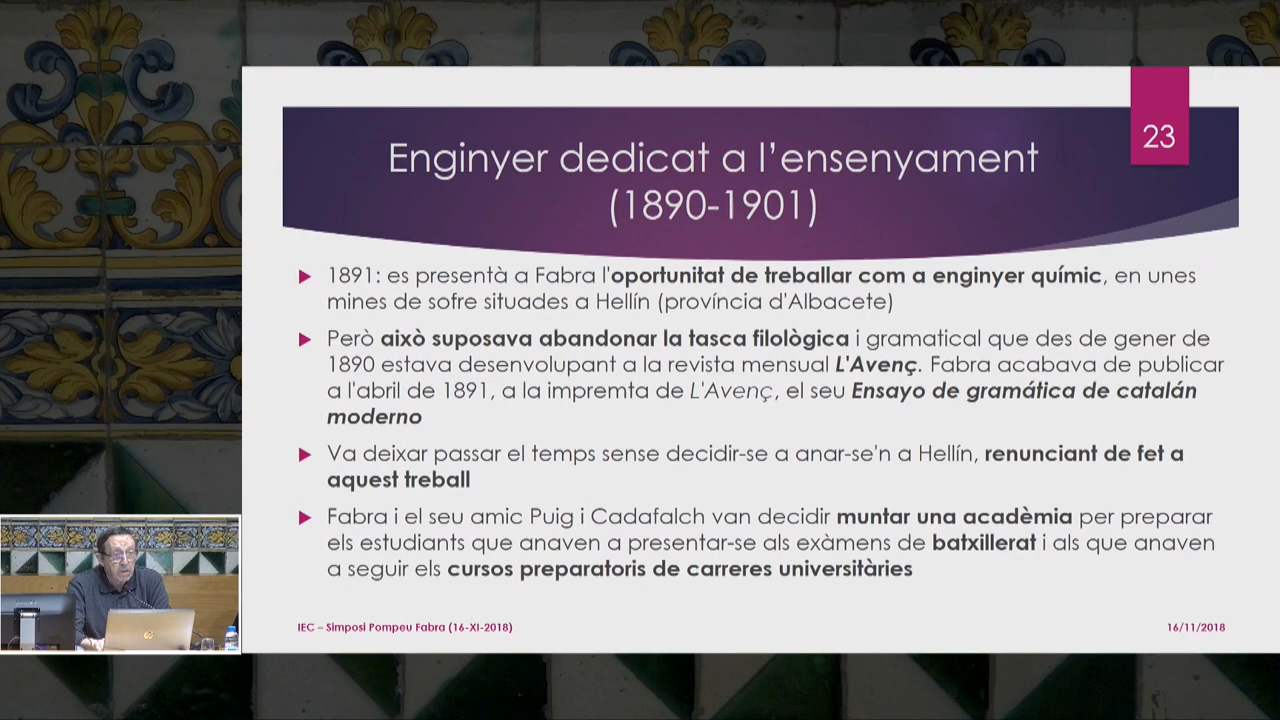 23
Enginyer dedicat a l’ensenyament
(1890-1901)
1891: es presentà a Fabra l'oportunitat de treballar com a enginyer químic, en unes
mines de sofre situades a Hellín (província d'Albacete)
Però això suposava abandonar la tasca filològica i gramatical que des de gener de
1890 estava desenvolupant a la revista mensual L'Avenç. Fabra acabava de publicar
a l'abril de 1891, a la impremta de L'Avenç, el seu Ensayo de gramática de catalán
moderno
Va deixar passar el temps sense decidir-se a anar-se'n a Hellín, renunciant de fet a
aquest treball
Fabra i el seu amic Puig i Cadafalch van decidir muntar una acadèmia per preparar
els estudiants que anaven a presentar-se als exàmens de batxillerat i als que anaven
a seguir els cursos preparatoris de carreres universitàries
IEC – Simposi Pompeu Fabra (16-XI-2018)
16/11/2018